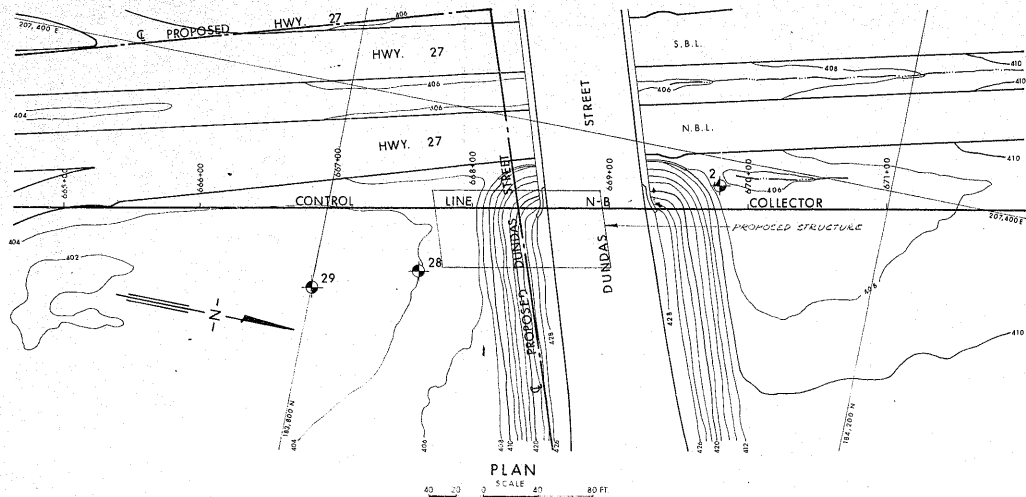 207,400 E
℄ PROPOSED HWY. 27
406
HWY. 27
STREET
S.B.L.
408
410
406
410
406
404
406
HWY. 27
N.B.L.
410
665+00
666+00
667+00
668+00
STREET
669+00
2
670+00
406
671+00
CONTROL LINE N-B COLLECTOR
207,400 E
PROPOSED STRUCTURE
404
402
28
29
-N-
DUNDAS
DUNDAS
℄ PROPOSED
428
428
408
410
182,800 N
404
406
408
410
420
426
426
420
412
184,200 N
PLAN
SCALE
40 20 0 40 80 FT.